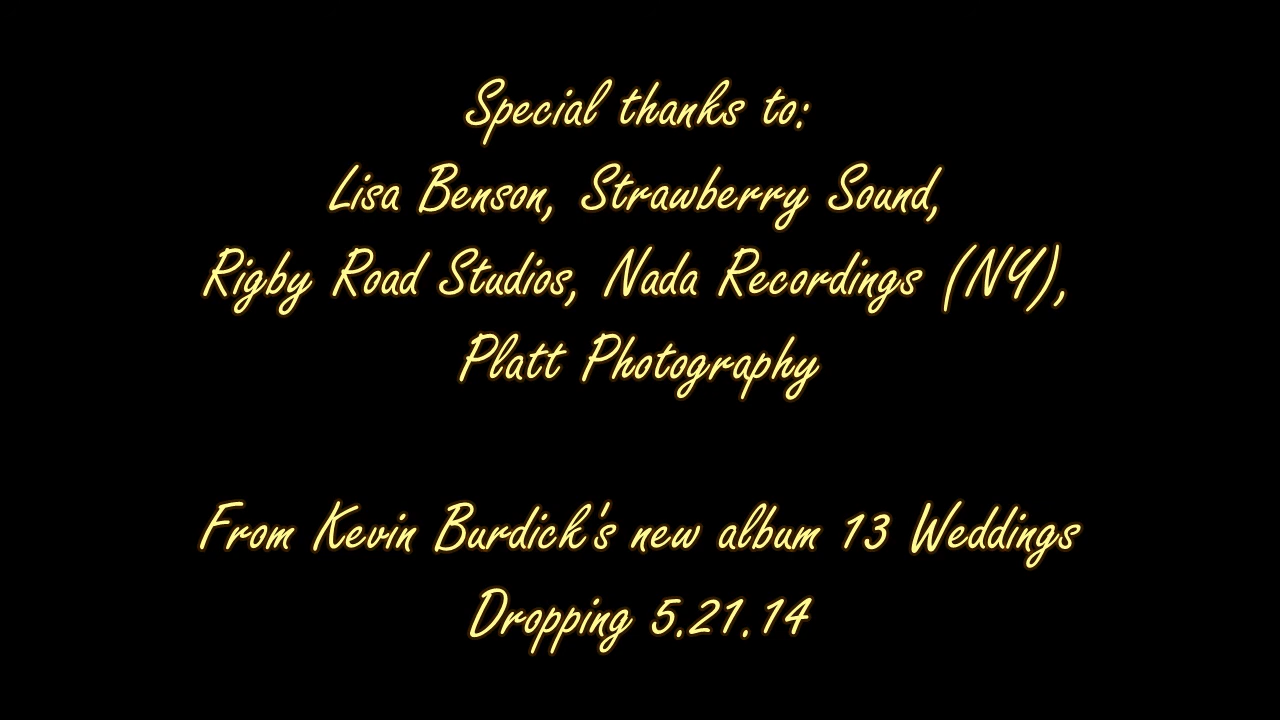 Special thanks to:
Lisa Benson, Strawberry Sound,
Rigby Road Studios, Nada Recordings (NY),
Platt Photography
From Kevin Burdick's new album 13 Weddings
Dropping 5.21.14